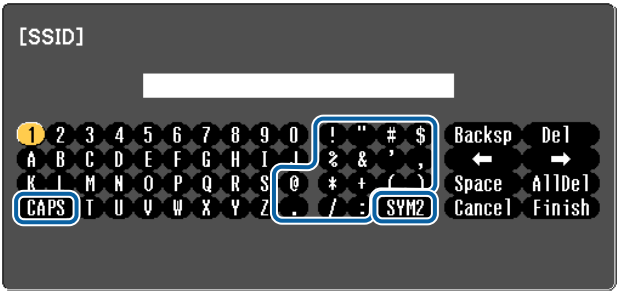 [SSID]
1 2 3 4 5 6 7 8 9 0 ! " # $ Backsp Del
A B C D E F G H I J % & ' , ← →
K L M N O P Q R S @ * + ( ) Space AllDel
CAPS T U V W X Y Z . / : SYM2 Cancel Finish